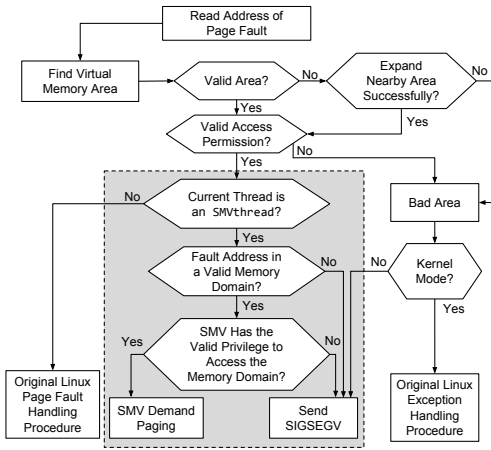 Read Address of
Page Fault
Find Virtual
Memory Area
Valid Area?
No
Expand
Nearby Area
Successfully?
No
Yes
Yes
Valid Access
Permission?
No
Yes
Current Thread is
an SMVthread?
No
Bad Area
Yes
Fault Address in
a Valid Memory
Domain?
No
No
Kernel
Mode?
Yes
Yes
SMV Has the
Valid Privilege to
Access the
Memory Domain?
Yes
No
Original Linux
Page Fault
Handling
Procedure
SMV Demand
Paging
Send
SIGSEGV
Original Linux
Exception
Handling
Procedure